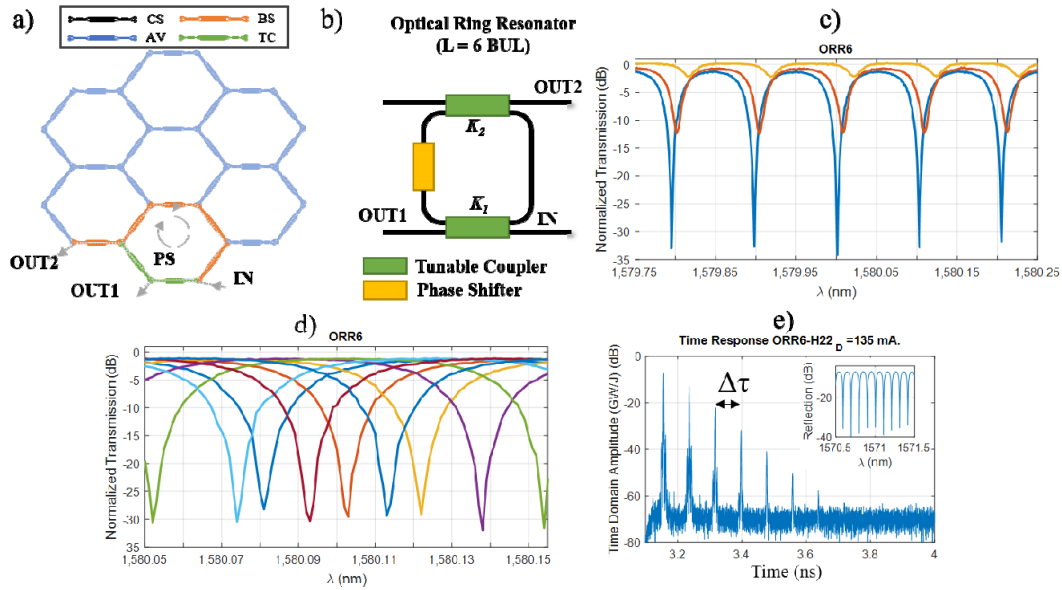 a)
CS
BS
AV
TC
OUT2
PS
OUT1
IN
b)
Optical Ring Resonator
(L = 6 BUL)
OUT2
K2
K1
OUT1
IN
Tunable Coupler
Phase Shifter
c)
ORR6
Normalized Transmission (dB)
0
-5
-10
-15
-20
-25
-30
-35
1,579.75
1,579.85
1,579.95
1,580.05
1,580.15
1,580.25
λ (nm)
d)
ORR6
Normalized Transmission (dB)
0
-5
-10
-15
-20
-25
-30
-35
1,580.05
1,580.07
1,580.09
1,580.11
1,580.13
1,580.15
λ (nm)
e)
Time Response ORR6-H22 D =135 mA.
Time Domain Amplitude (GW/J) (dB)
0
-20
-40
-60
-80
3.2
3.4
3.6
3.8
4
Time (ns)
Δτ
Reflection (dB)
-20
-40
1570.5
1571
1571.5
λ (nm)